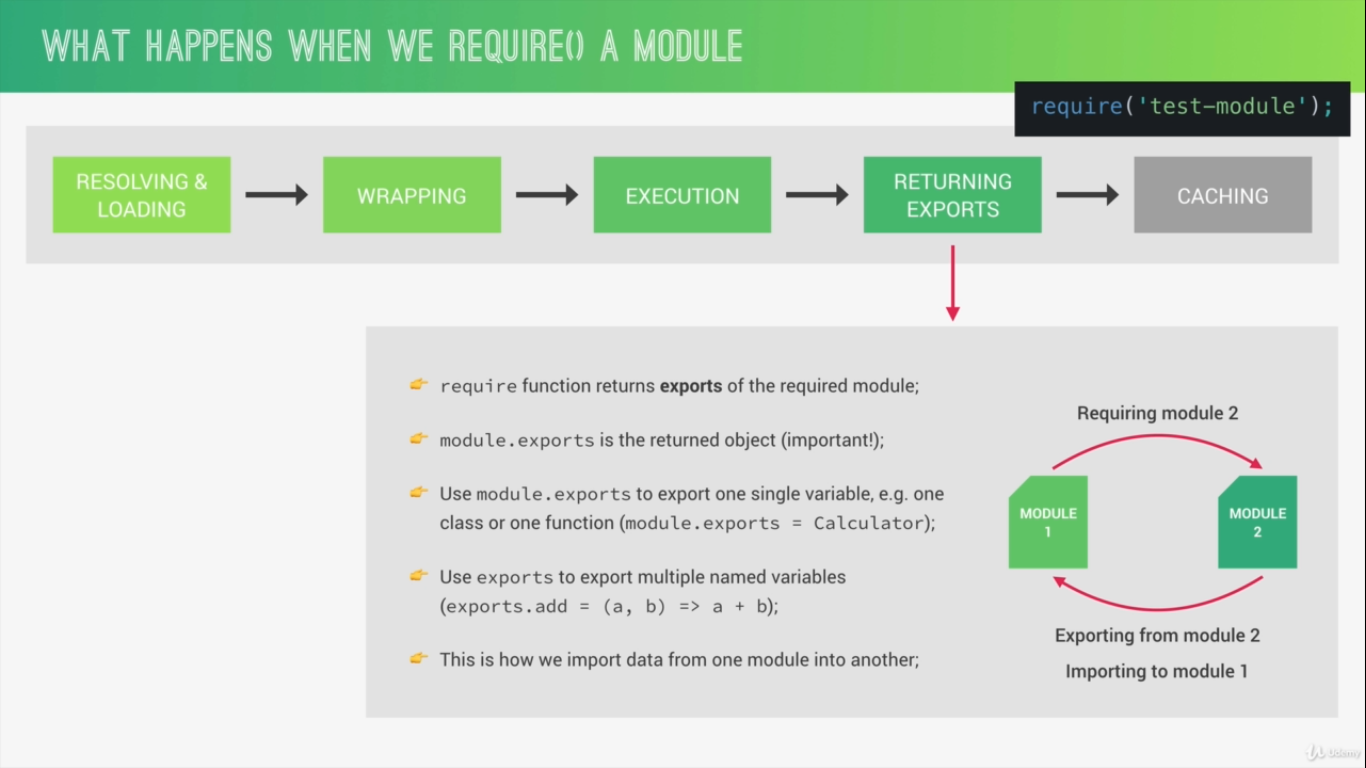 WHAT HAPPENS WHEN WE REQUIRE() A MODULE
require('test-module');
RESOLVING &
LOADING
WRAPPING
EXECUTION
RETURNING
EXPORTS
CACHING
require function returns exports of the required module;
module.exports is the returned object (important!);
Use module.exports to export one single variable, e.g. one
class or one function (module.exports = Calculator);
Use exports to export multiple named variables
(exports.add = (a, b) => a + b);
This is how we import data from one module into another;
Requiring module 2
MODULE
1
MODULE
2
Exporting from module 2
Importing to module 1
Udemy